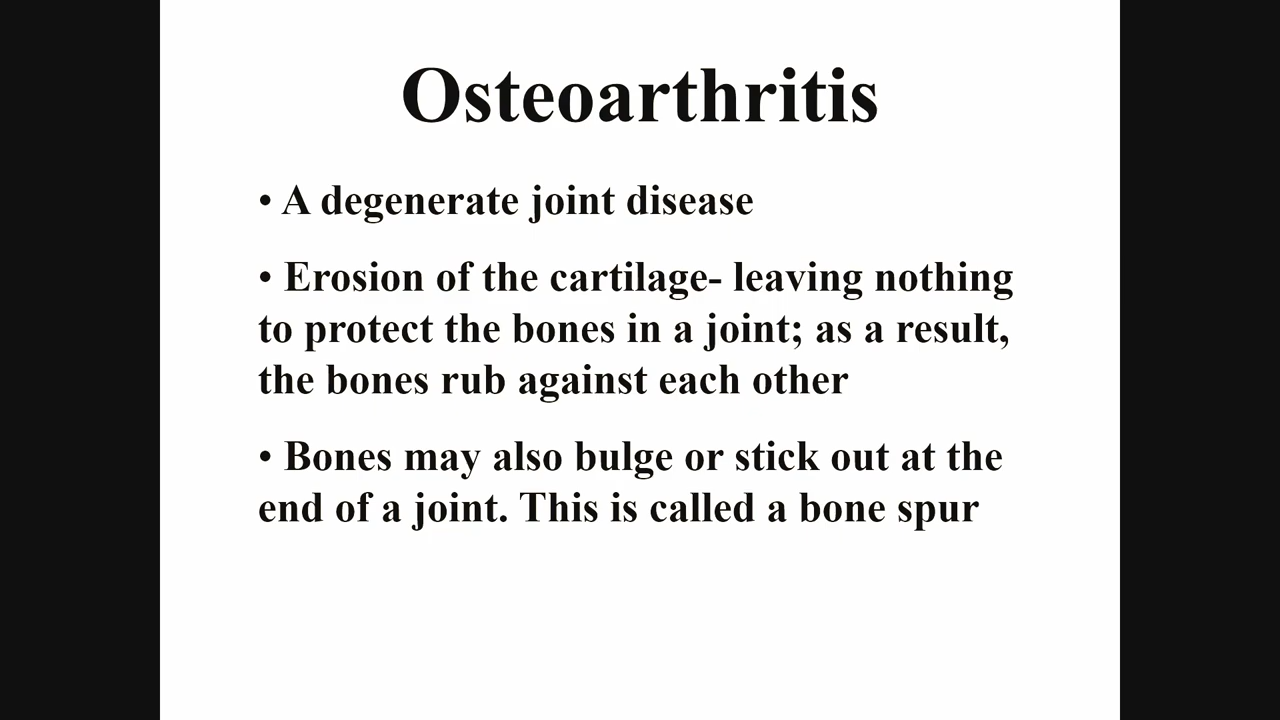 Osteoarthritis
• A degenerate joint disease
• Erosion of the cartilage- leaving nothing
to protect the bones in a joint; as a result,
the bones rub against each other
• Bones may also bulge or stick out at the
end of a joint. This is called a bone spur